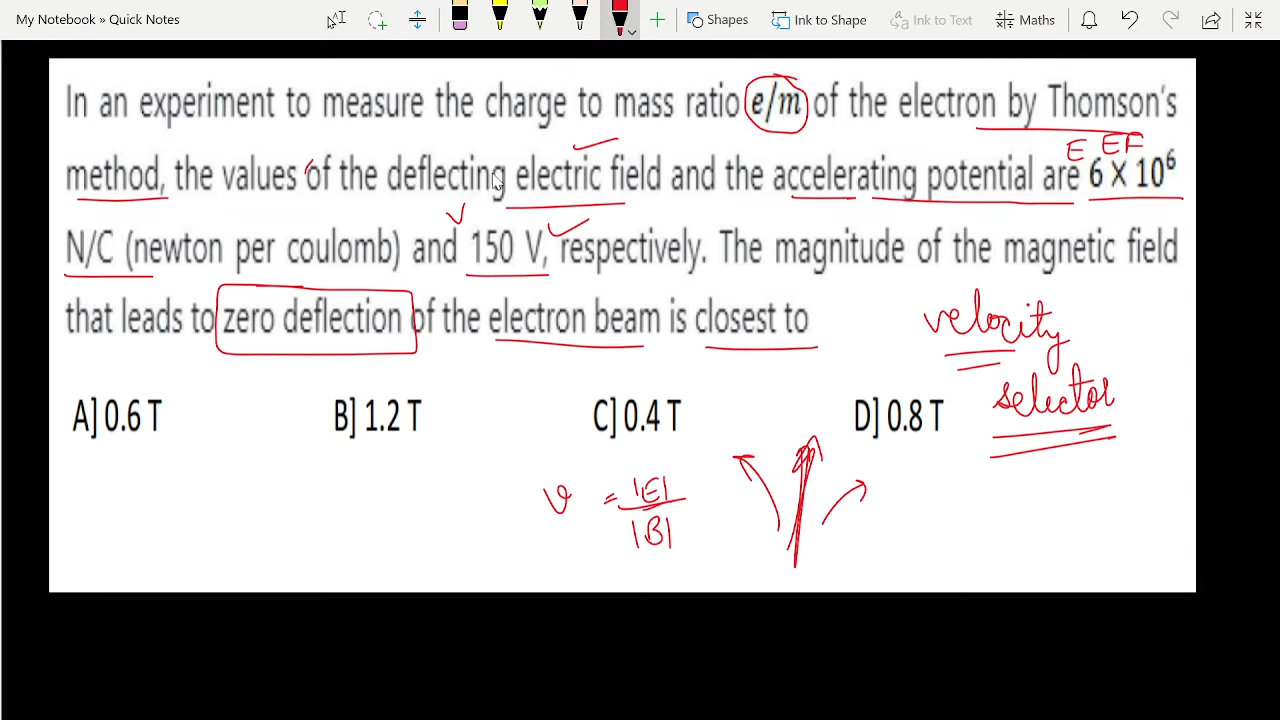 My Notebook » Quick Notes
Shapes
Ink to Shape
Ink to Text
Maths
In an experiment to measure the charge to mass ratio e/m of the electron by Thomson's
E EF
method, the values of the deflecting electric field and the accelerating potential are 6 X 10⁶
N/C (newton per coulomb) and 150 V, respectively. The magnitude of the magnetic field
that leads to zero deflection of the electron beam is closest to
velocity
selector
A] 0.6 T B] 1.2 T C] 0.4 T D] 0.8 T
v = |E|
|B|